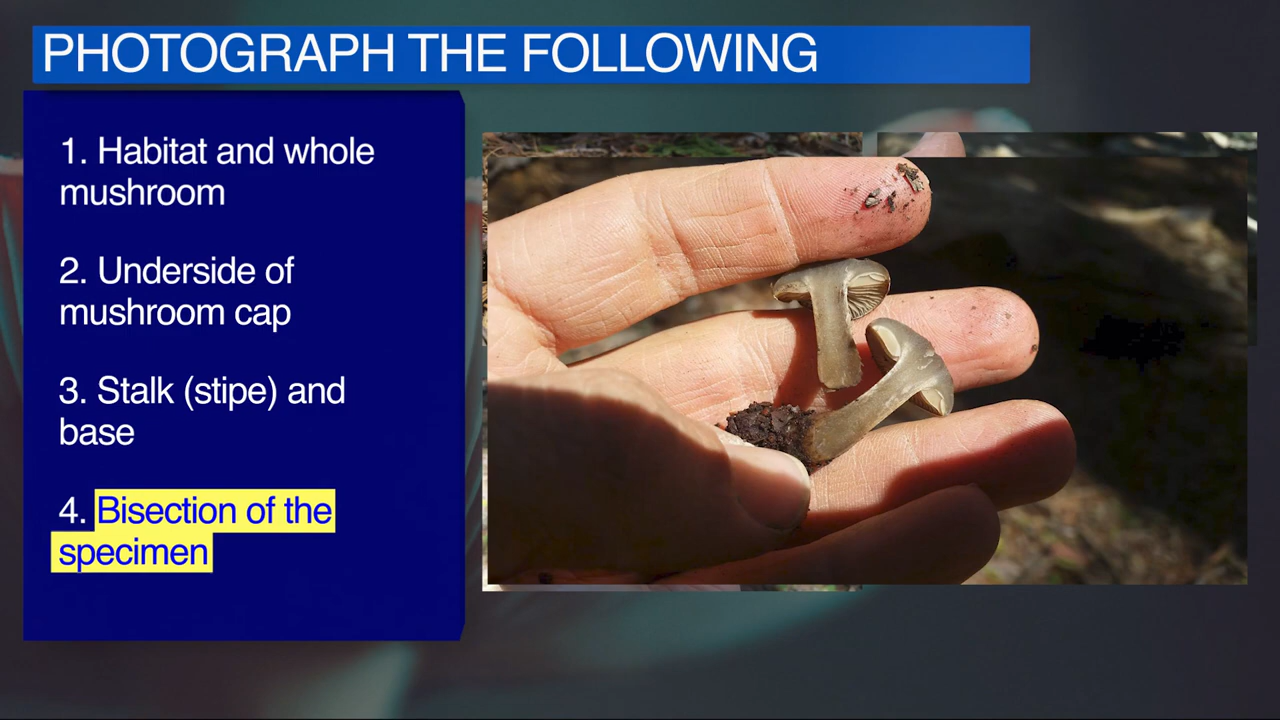 PHOTOGRAPH THE FOLLOWING
1. Habitat and whole
mushroom
2. Underside of
mushroom cap
3. Stalk (stipe) and
base
4. Bisection of the
specimen